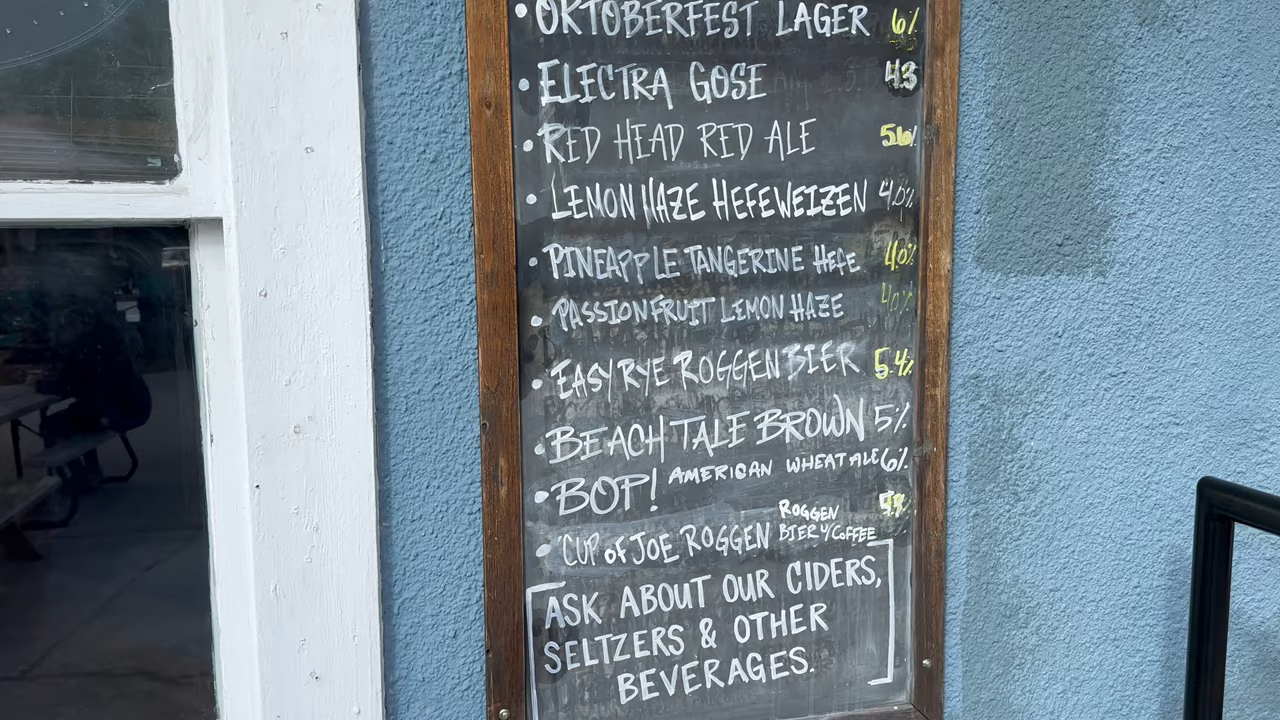 • OKTOBERFEST LAGER 6%
• ELECTRA GOSE 4.3
• RED HEAD RED ALE 5.6%
• LEMON HAZE HEFEWEIZEN 4.0%
• PINEAPPLE TANGERINE HEFE 4.0%
• PASSIONFRUIT LEMON HAZE 4.0%
• EASY RYE ROGGENBIER 5.4%
• BEACH TALE BROWN 5%
• BOP! AMERICAN WHEAT ALE 6%
• CUP of JOE ROGGEN ROGGEN BIER W/COFFEE
ASK ABOUT OUR CIDERS,
SELTZERS & OTHER
BEVERAGES.